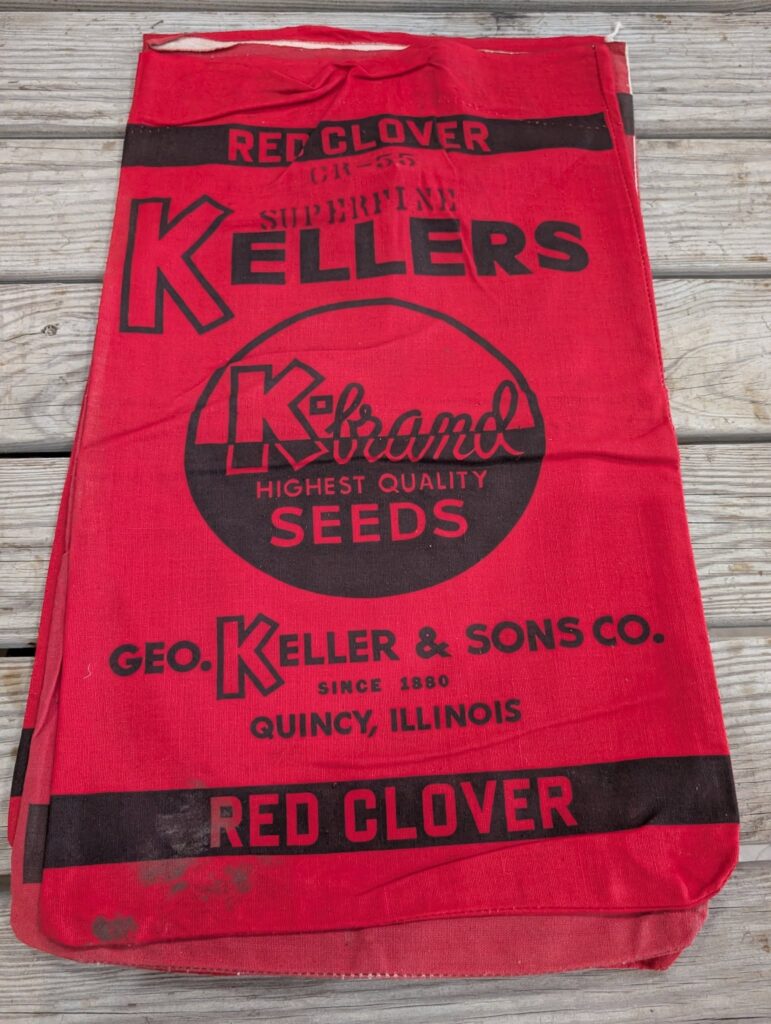 RED CLOVER
CR-55
SUPERFINE
KELLERS
K-brand
HIGHEST QUALITY
SEEDS
GEO. KELLER & SONS CO.
SINCE 1880
QUINCY, ILLINOIS
RED CLOVER